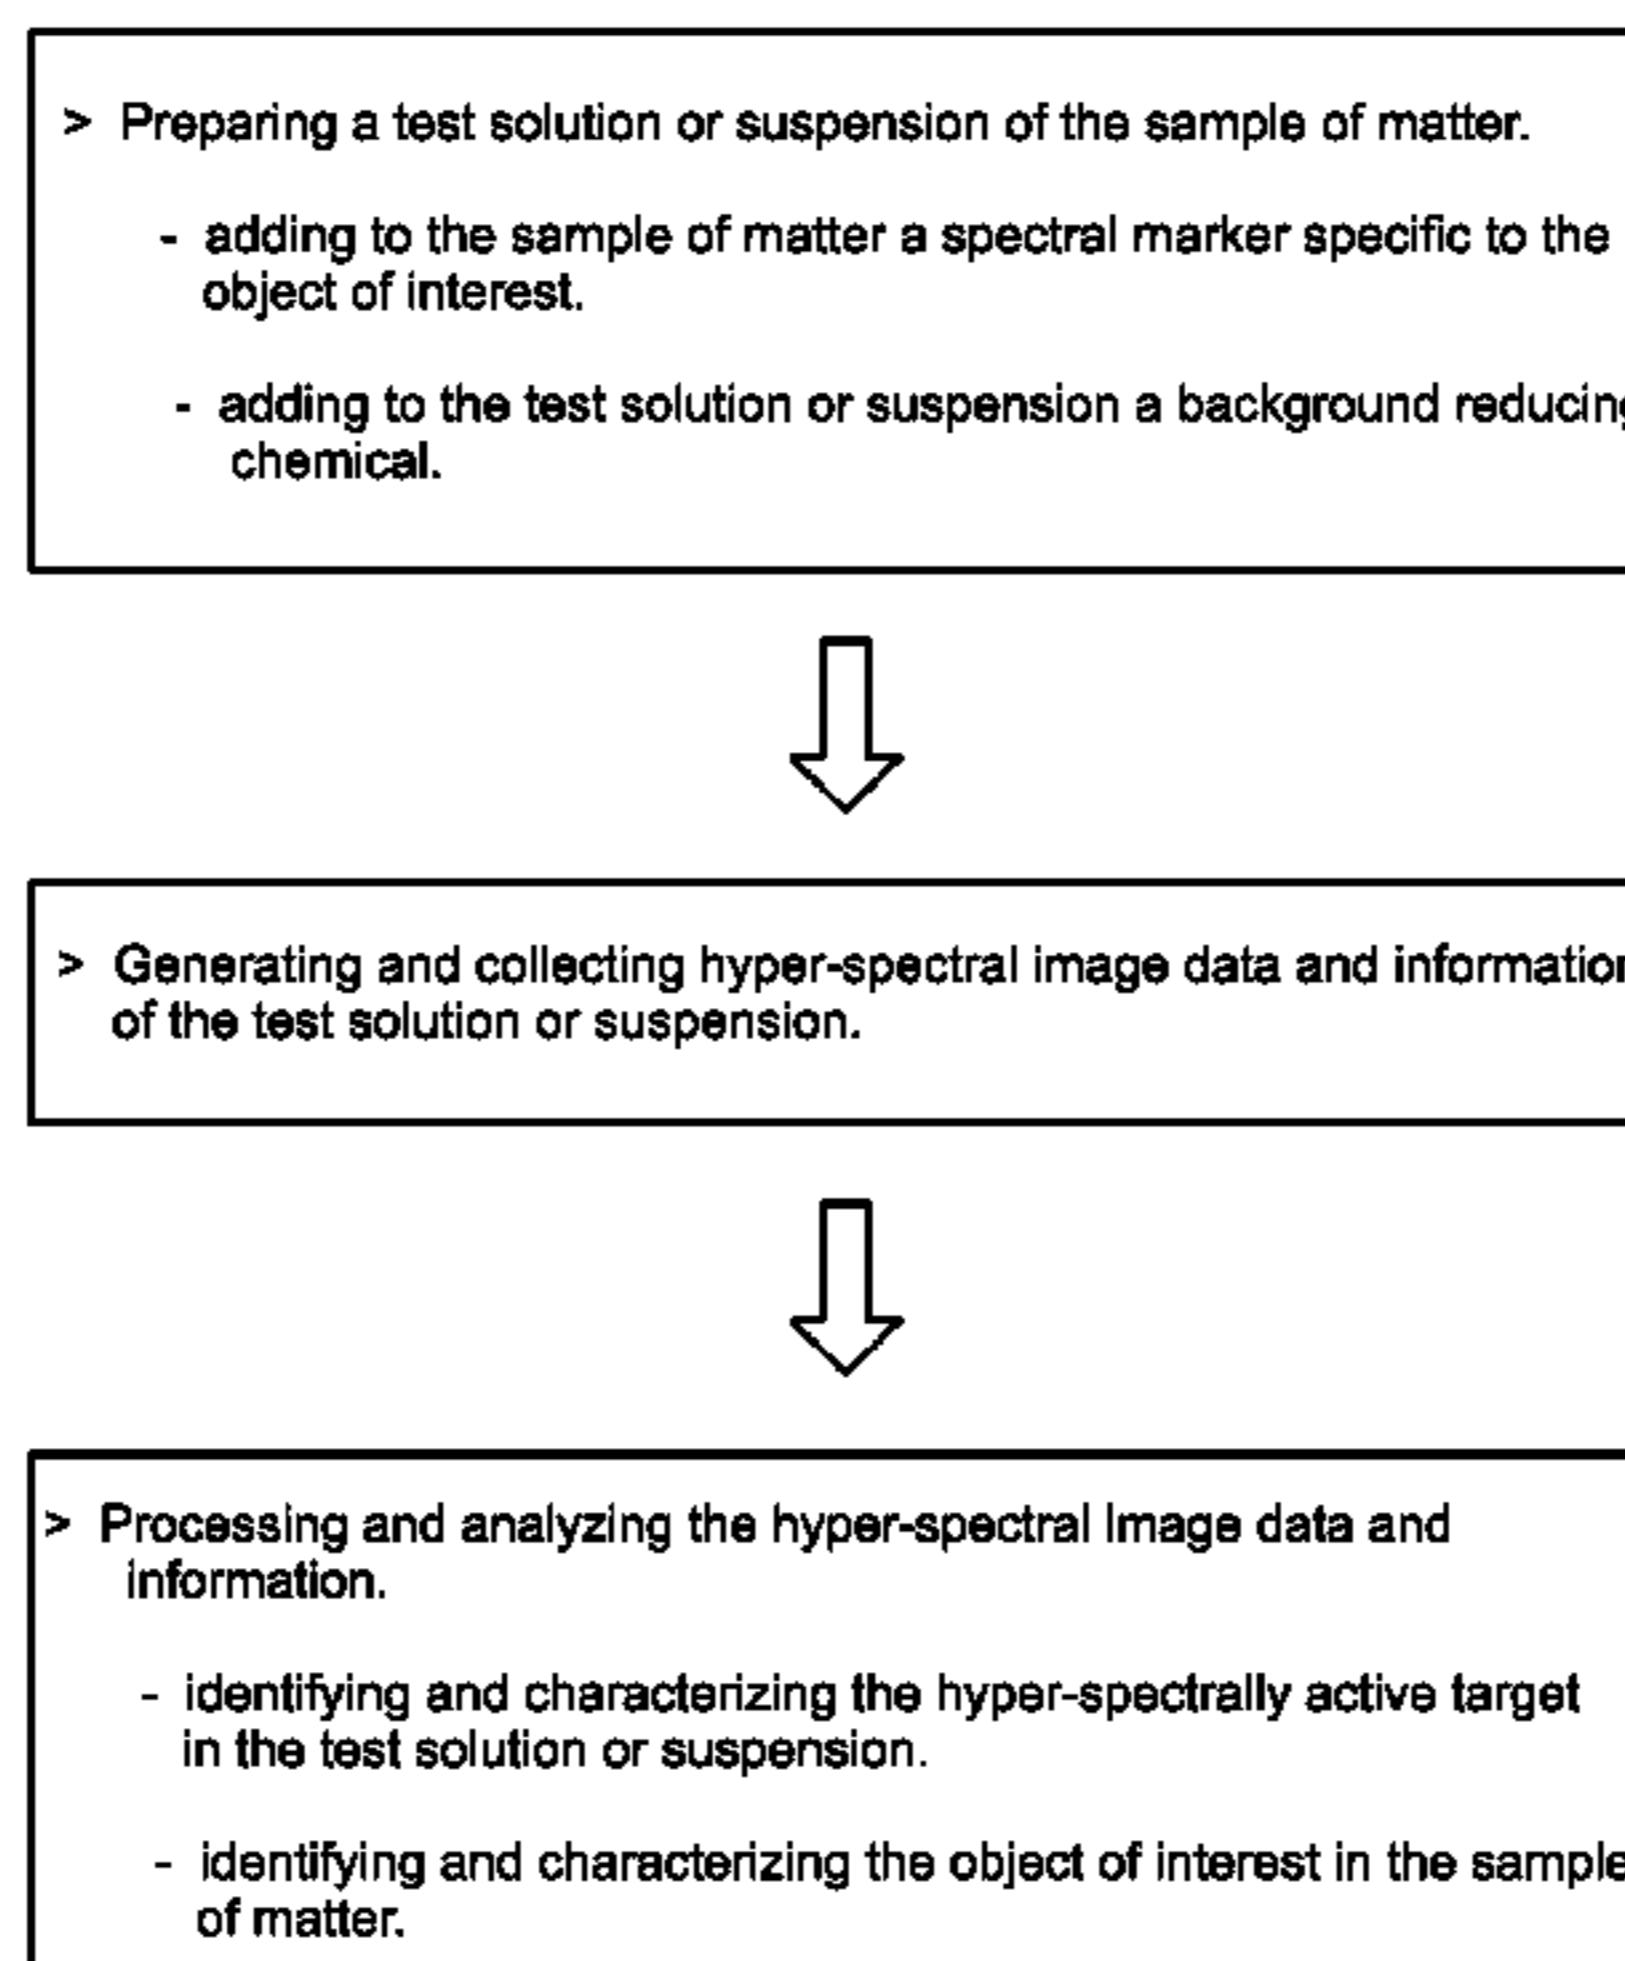 > Preparing a test solution or suspension of the sample of matter.
- adding to the sample of matter a spectral marker specific to the
object of interest.
- adding to the test solution or suspension a background reducing
chemical.
> Generating and collecting hyper-spectral image data and information
of the test solution or suspension.
> Processing and analyzing the hyper-spectral Image data and
information.
- identifying and characterizing the hyper-spectrally active target
in the test solution or suspension.
- identifying and characterizing the object of interest in the sample
of matter.